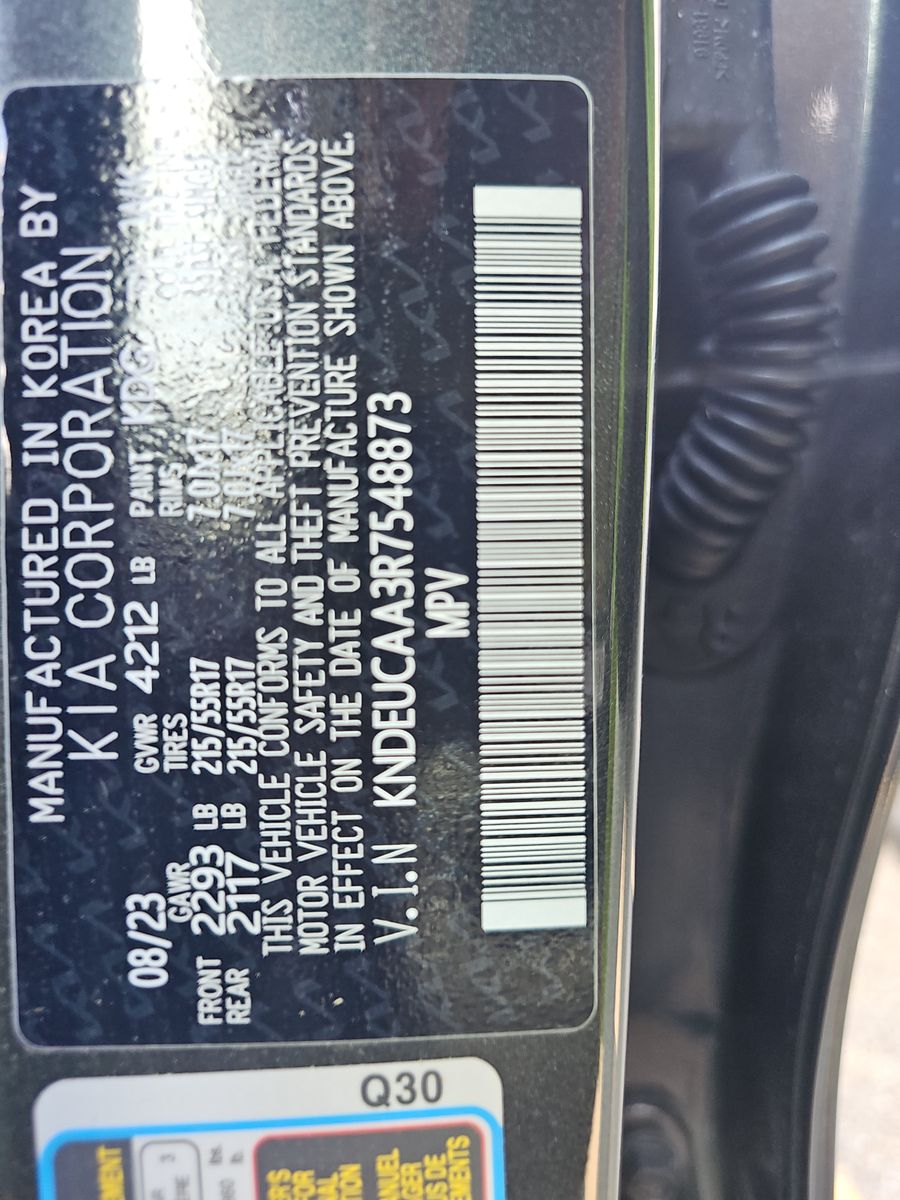 MANUFACTURED IN KOREA BY
KIA CORPORATION
08/23 GVWR 4212 LB PAINT KDG
GAWR TIRES RIMS
FRONT 2293 LB 215/55R17 7.0JX17
REAR 2117 LB 215/55R17 7.0JX17
THIS VEHICLE CONFORMS TO ALL APPLICABLE U.S.A FEDERAL
MOTOR VEHICLE SAFETY AND THEFT PREVENTION STANDARDS
IN EFFECT ON THE DATE OF MANUFACTURE SHOWN ABOVE.
V.I.N KNDEUCAA3R7548873
MPV
Q30